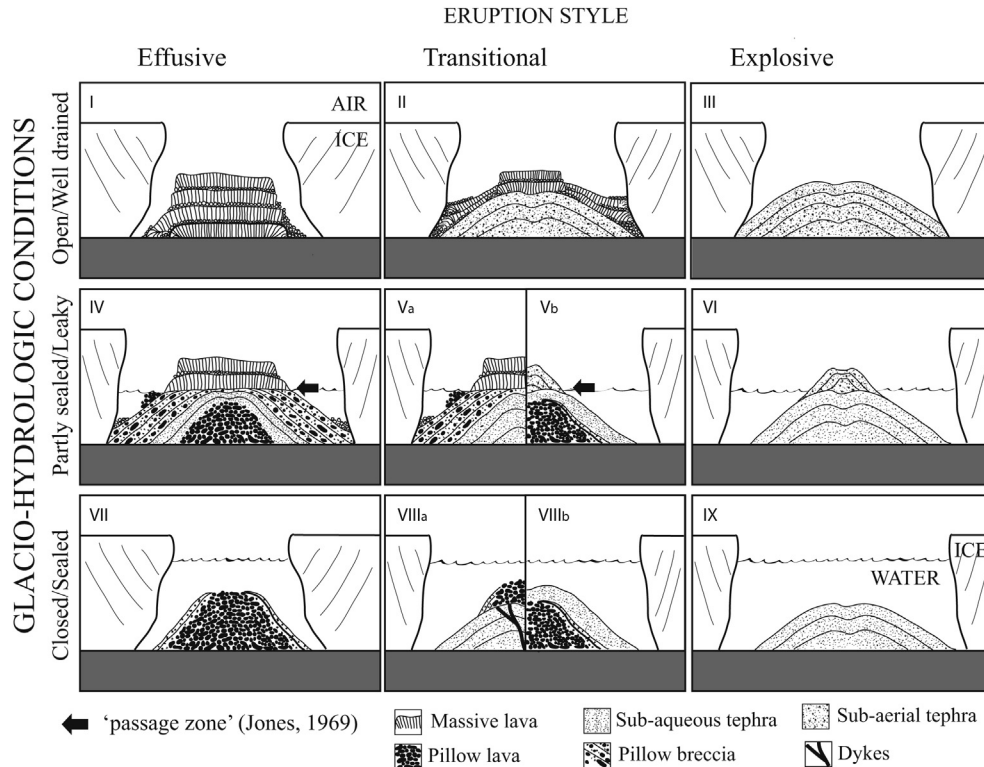 ERUPTION STYLE
Effusive
Transitional
Explosive
GLACIO-HYDROLOGIC CONDITIONS
Open/Well drained
I
AIR
ICE
II
III
Partly sealed/Leaky
IV
Va
Vb
VI
Closed/Sealed
VII
VIIIa
VIIIb
IX
ICE
WATER
'passage zone' (Jones, 1969)
Massive lava
Sub-aqueous tephra
Sub-aerial tephra
Pillow lava
Pillow breccia
Dykes